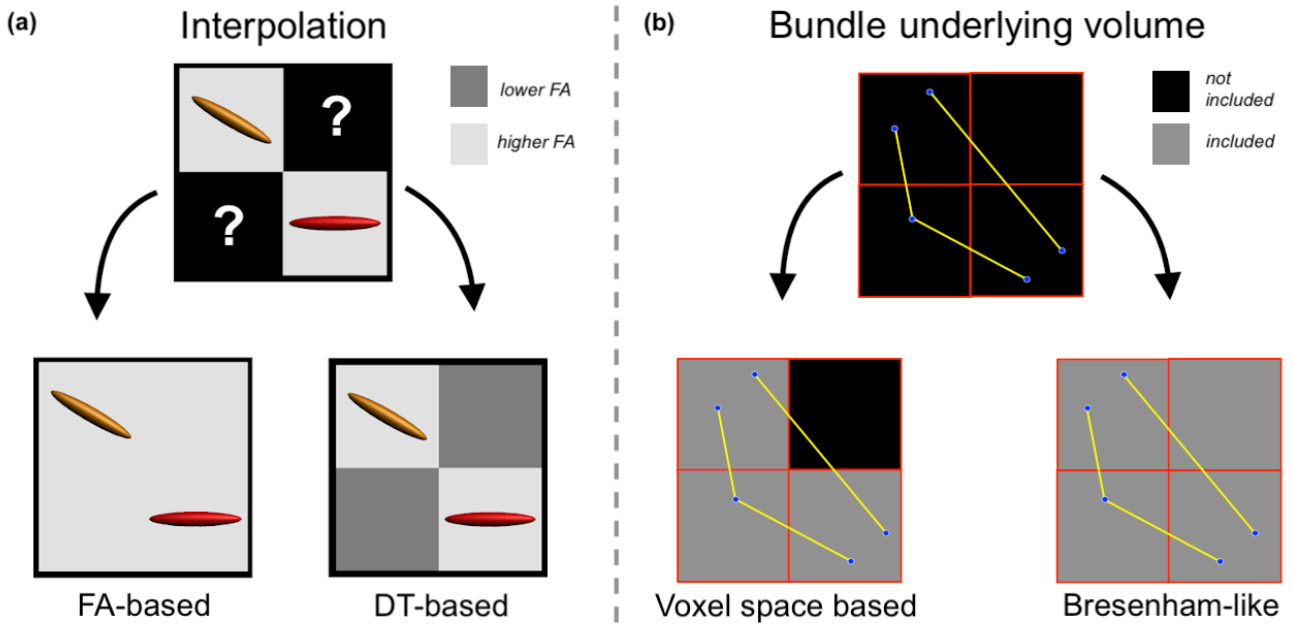 (a)
Interpolation
?
?
lower FA
higher FA
FA-based
DT-based
(b)
Bundle underlying volume
not
included
included
Voxel space based
Bresenham-like